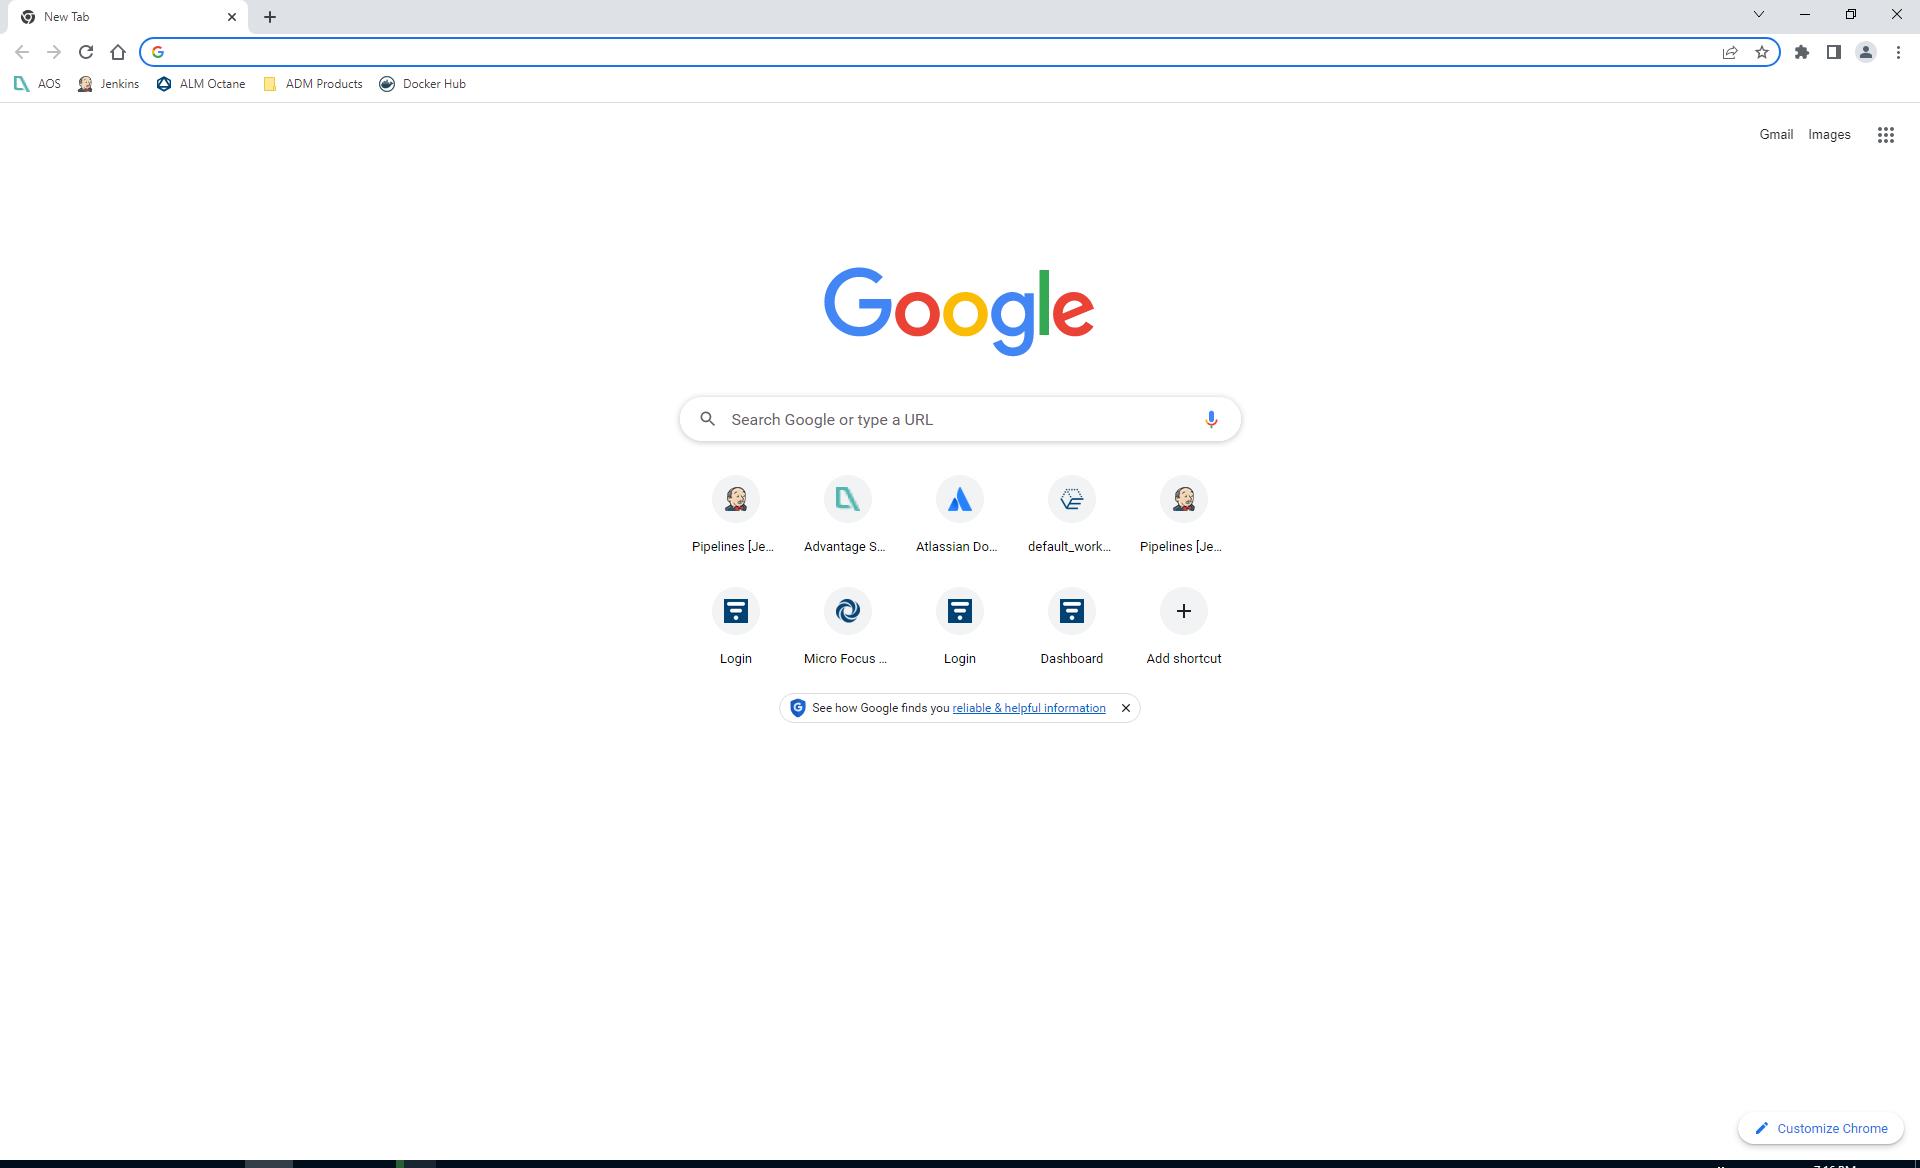 New Tab
AOS Jenkins ALM Octane ADM Products Docker Hub
Gmail Images
Google
Search Google or type a URL
Pipelines [Je... Advantage S... Atlassian Do... default_work... Pipelines [Je...
Login Micro Focus ... Login Dashboard Add shortcut
See how Google finds you reliable & helpful information
Customize Chrome